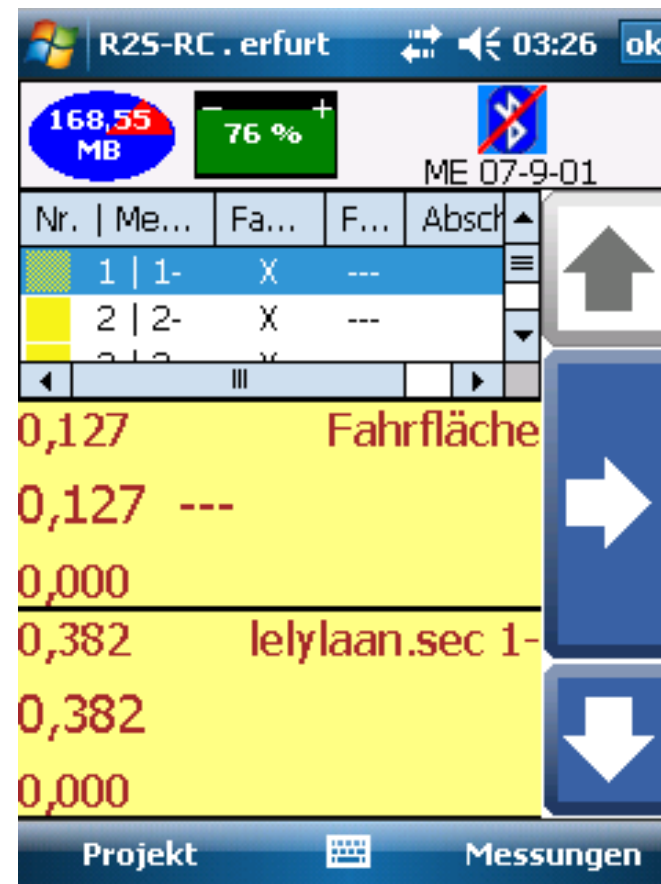 R2S-RC . erfurt 03:26 ok
168,55 MB
76 %
ME 07-9-01
Nr. | Me... Fa... F... Absch
1 | 1- X ---
2 | 2- X ---
0,127 Fahrfläche
0,127 ---
0,000
0,382 lelylaan.sec 1-
0,382
0,000
Projekt Messungen